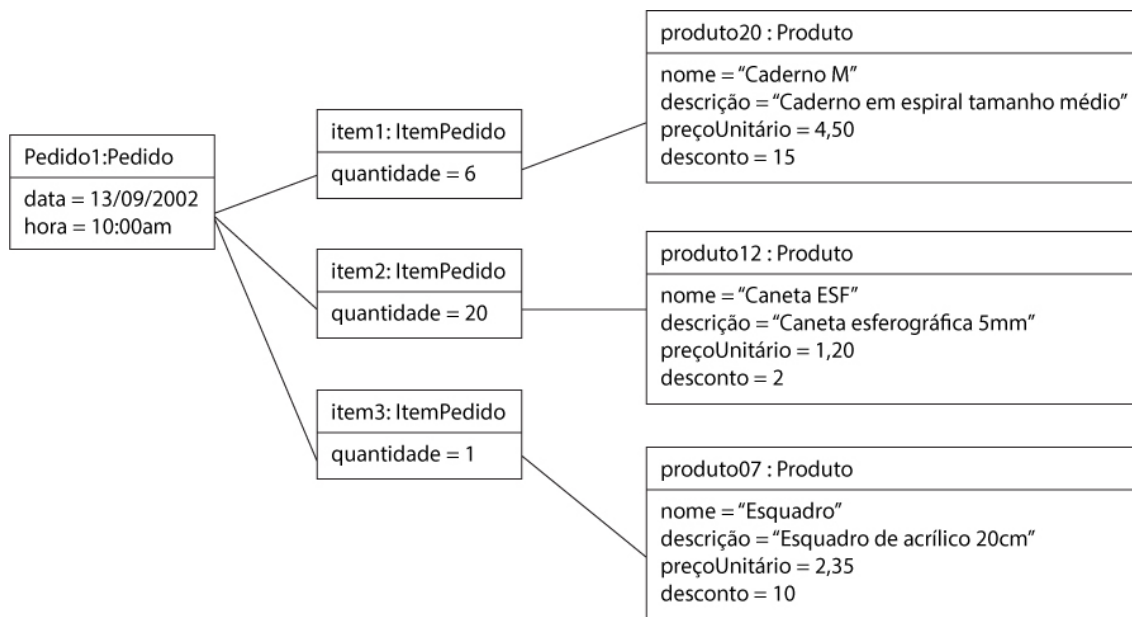 Pedido1:Pedido
data = 13/09/2002
hora = 10:00am
item1: ItemPedido
quantidade = 6
item2: ItemPedido
quantidade = 20
item3: ItemPedido
quantidade = 1
produto20 : Produto
nome = “Caderno M”
descrição = “Caderno em espiral tamanho médio”
preçoUnitário = 4,50
desconto = 15
produto12 : Produto
nome = “Caneta ESF”
descrição = “Caneta esferográfica 5mm”
preçoUnitário = 1,20
desconto = 2
produto07 : Produto
nome = “Esquadro”
descrição = “Esquadro de acrílico 20cm”
preçoUnitário = 2,35
desconto = 10